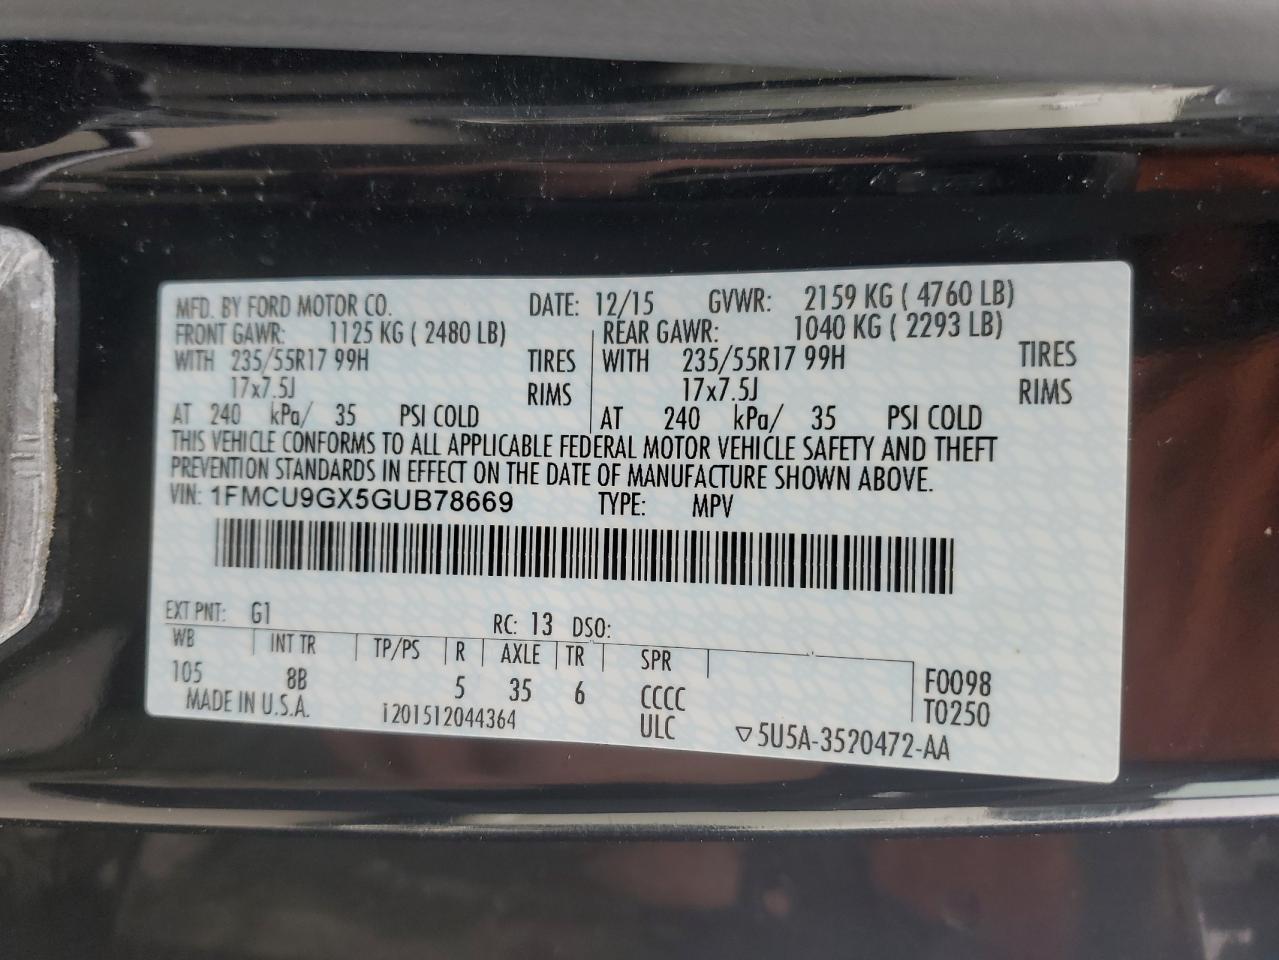 MFD. BY FORD MOTOR CO. DATE: 12/15 GVWR: 2159 KG ( 4760 LB)
FRONT GAWR: 1125 KG ( 2480 LB) REAR GAWR: 1040 KG ( 2293 LB)
WITH 235/55R17 99H TIRES WITH 235/55R17 99H TIRES
17x7.5J RIMS 17x7.5J RIMS
AT 240 kPa/ 35 PSI COLD AT 240 kPa/ 35 PSI COLD
THIS VEHICLE CONFORMS TO ALL APPLICABLE FEDERAL MOTOR VEHICLE SAFETY AND THEFT
PREVENTION STANDARDS IN EFFECT ON THE DATE OF MANUFACTURE SHOWN ABOVE.
VIN: 1FMCU9GX5GUB78669 TYPE: MPV
EXT PNT: G1 RC: 13 DSO:
WB INT TR TP/PS R AXLE TR SPR
105 8B 5 35 6 CCCC F0098
MADE IN U.S.A. i201512044364 ULC T0250
▽5U5A-3520472-AA